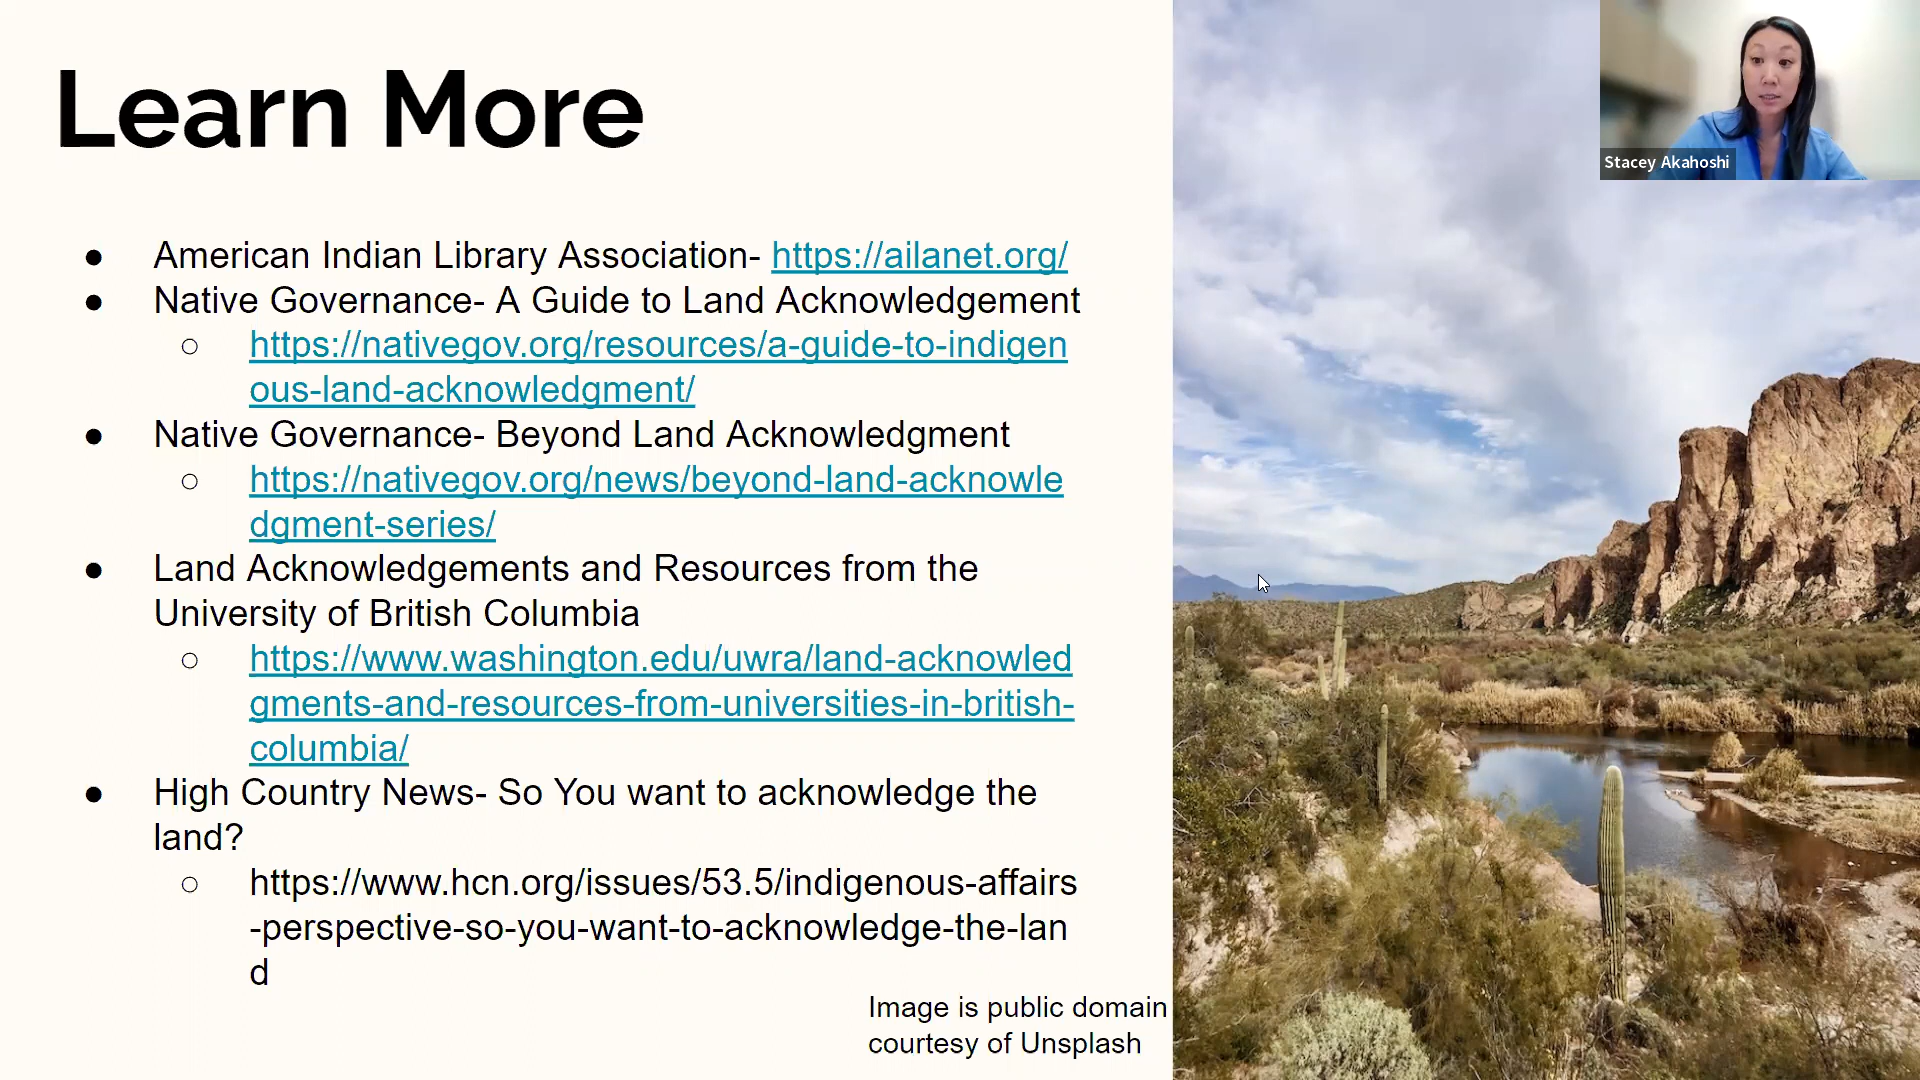 Learn More
● American Indian Library Association- https://ailanet.org/
● Native Governance- A Guide to Land Acknowledgement
○ https://nativegov.org/resources/a-guide-to-indigen
ous-land-acknowledgment/
● Native Governance- Beyond Land Acknowledgment
○ https://nativegov.org/news/beyond-land-acknowle
dgment-series/
● Land Acknowledgements and Resources from the
University of British Columbia
○ https://www.washington.edu/uwra/land-acknowled
gments-and-resources-from-universities-in-british-
columbia/
● High Country News- So You want to acknowledge the
land?
○ https://www.hcn.org/issues/53.5/indigenous-affairs
-perspective-so-you-want-to-acknowledge-the-lan
d
Image is public domain
courtesy of Unsplash
Stacey Akahoshi